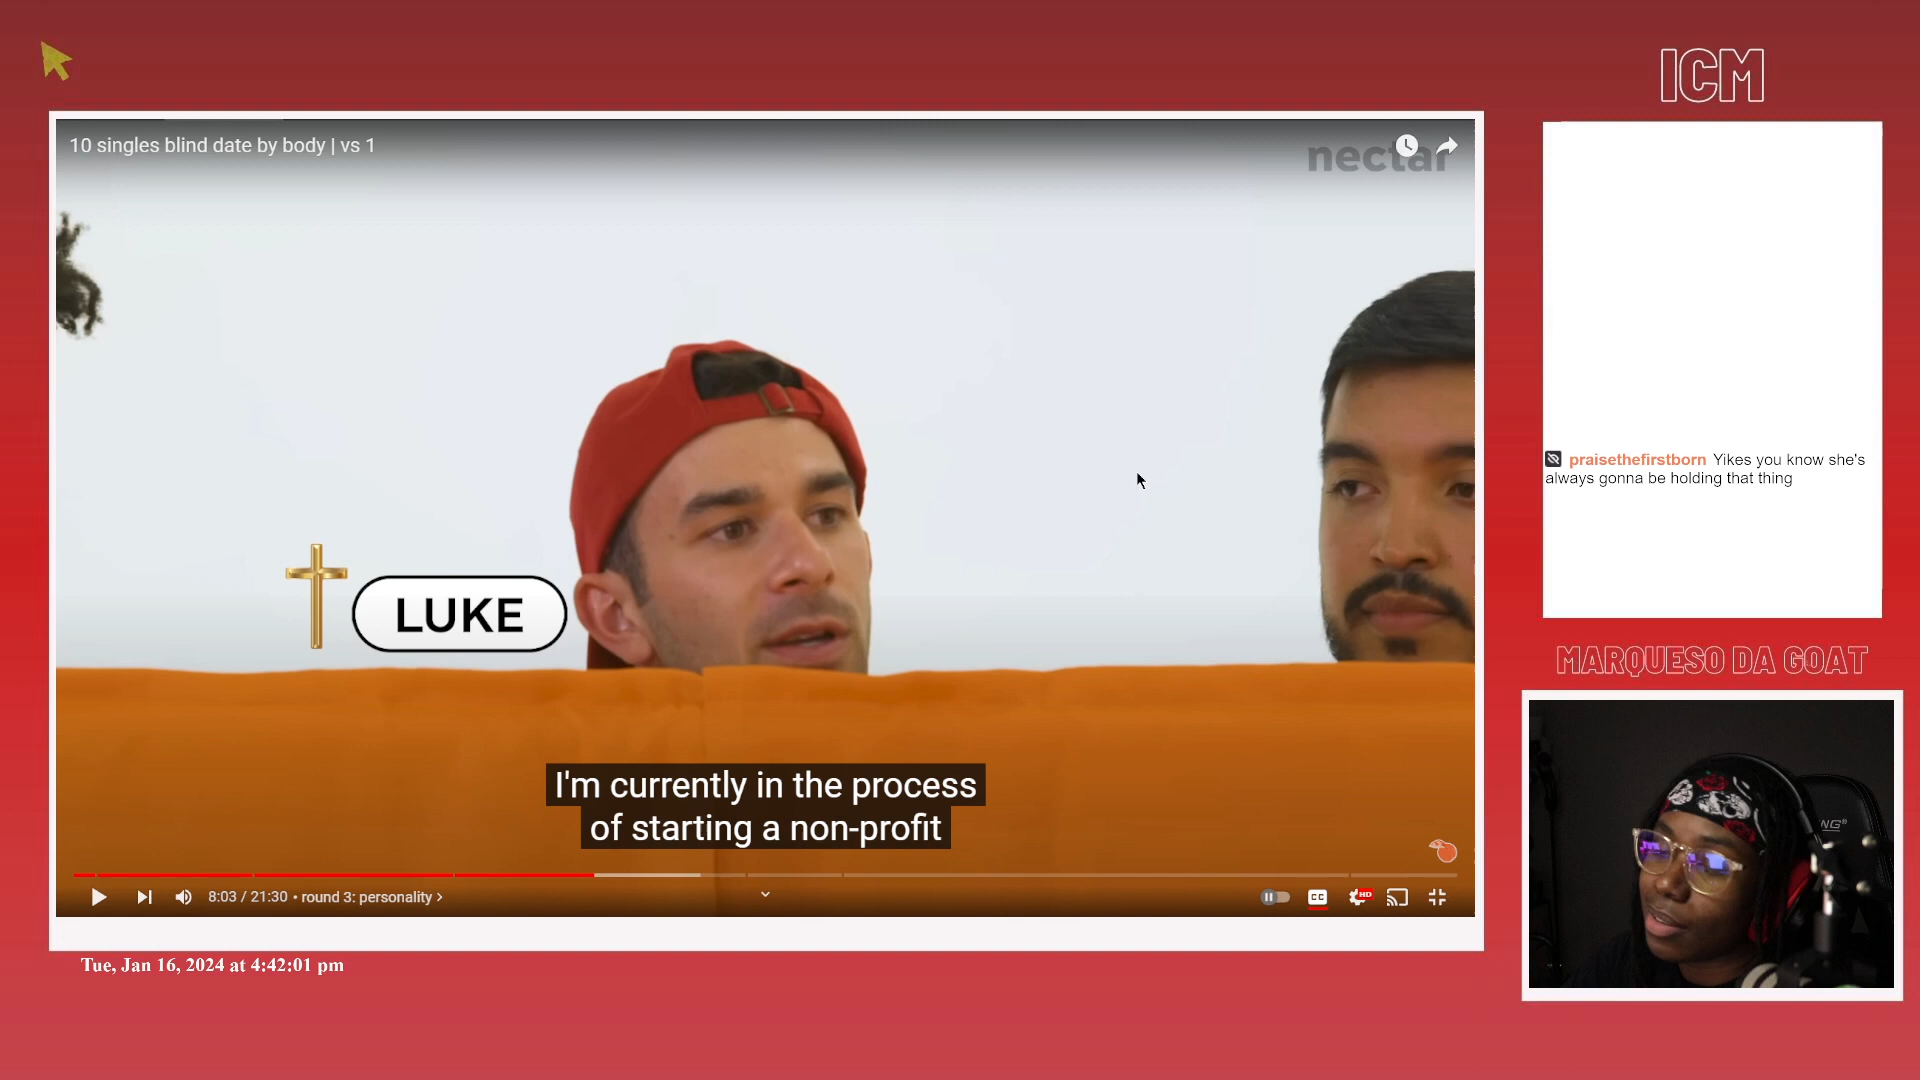 ICM
10 singles blind date by body | vs 1
nectar
praisethefirstborn Yikes you know she's
always gonna be holding that thing
LUKE
MARQUESO DA GOAT
I'm currently in the process
of starting a non-profit
8:03 / 21:30 • round 3: personality
CC
HD
Tue, Jan 16, 2024 at 4:42:01 pm